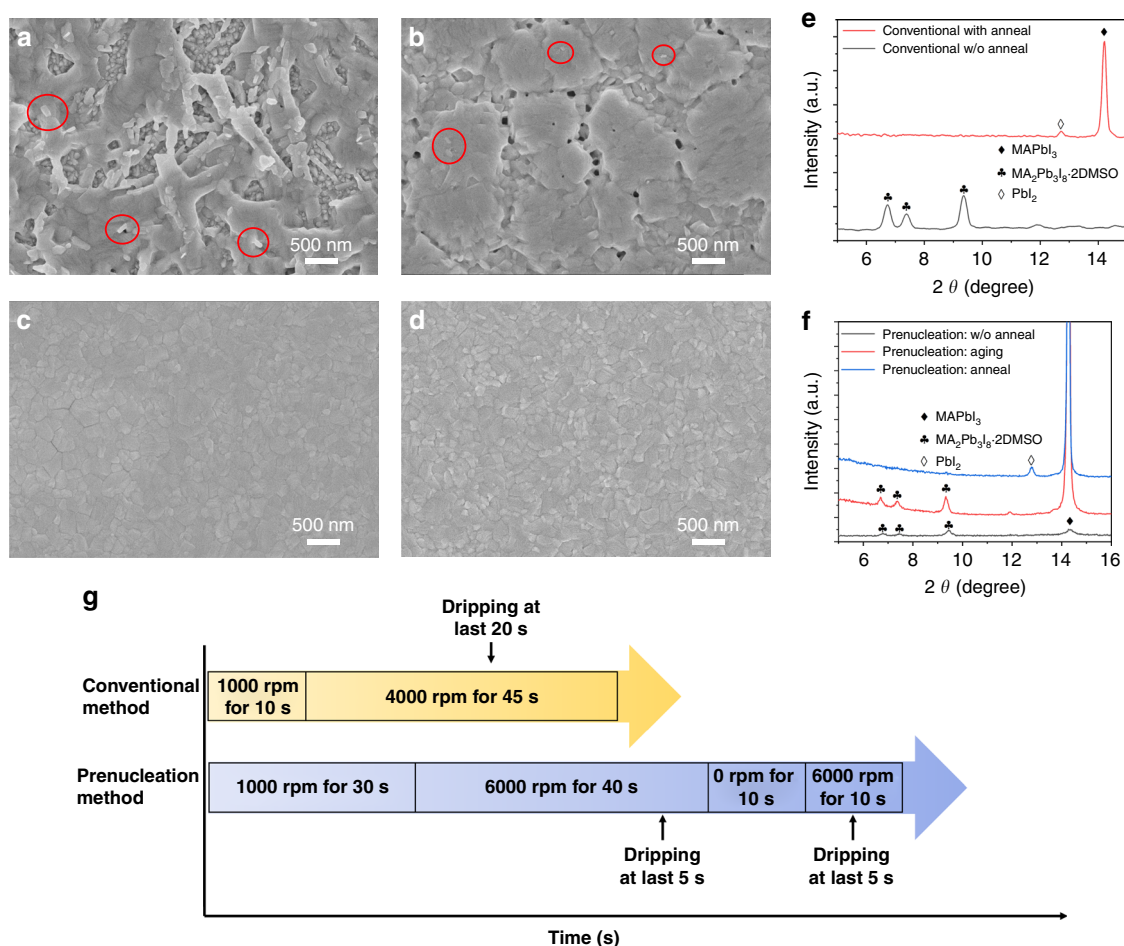 a
500 nm
b
500 nm
c
500 nm
d
500 nm
e
Conventional with anneal
Conventional w/o anneal
♦
◊
♦ MAPbI₃
♣ MA₂Pb₃I₈·2DMSO
◊ PbI₂
♣
♣
♣
Intensity (a.u.)
6 8 10 12 14
2 θ (degree)
f
Prenucleation: w/o anneal
Prenucleation: aging
Prenucleation: anneal
♦ MAPbI₃
♣ MA₂Pb₃I₈·2DMSO
◊ PbI₂
◊
♣ ♣ ♣
♣ ♣ ♣ ♦
Intensity (a.u.)
6 8 10 12 14 16
2 θ (degree)
g
Dripping at
last 20 s
Conventional
method
1000 rpm
for 10 s
4000 rpm for 45 s
Prenucleation
method
1000 rpm for 30 s
6000 rpm for 40 s
0 rpm for
10 s
6000 rpm
for 10 s
Dripping
at last 5 s
Dripping
at last 5 s
Time (s)